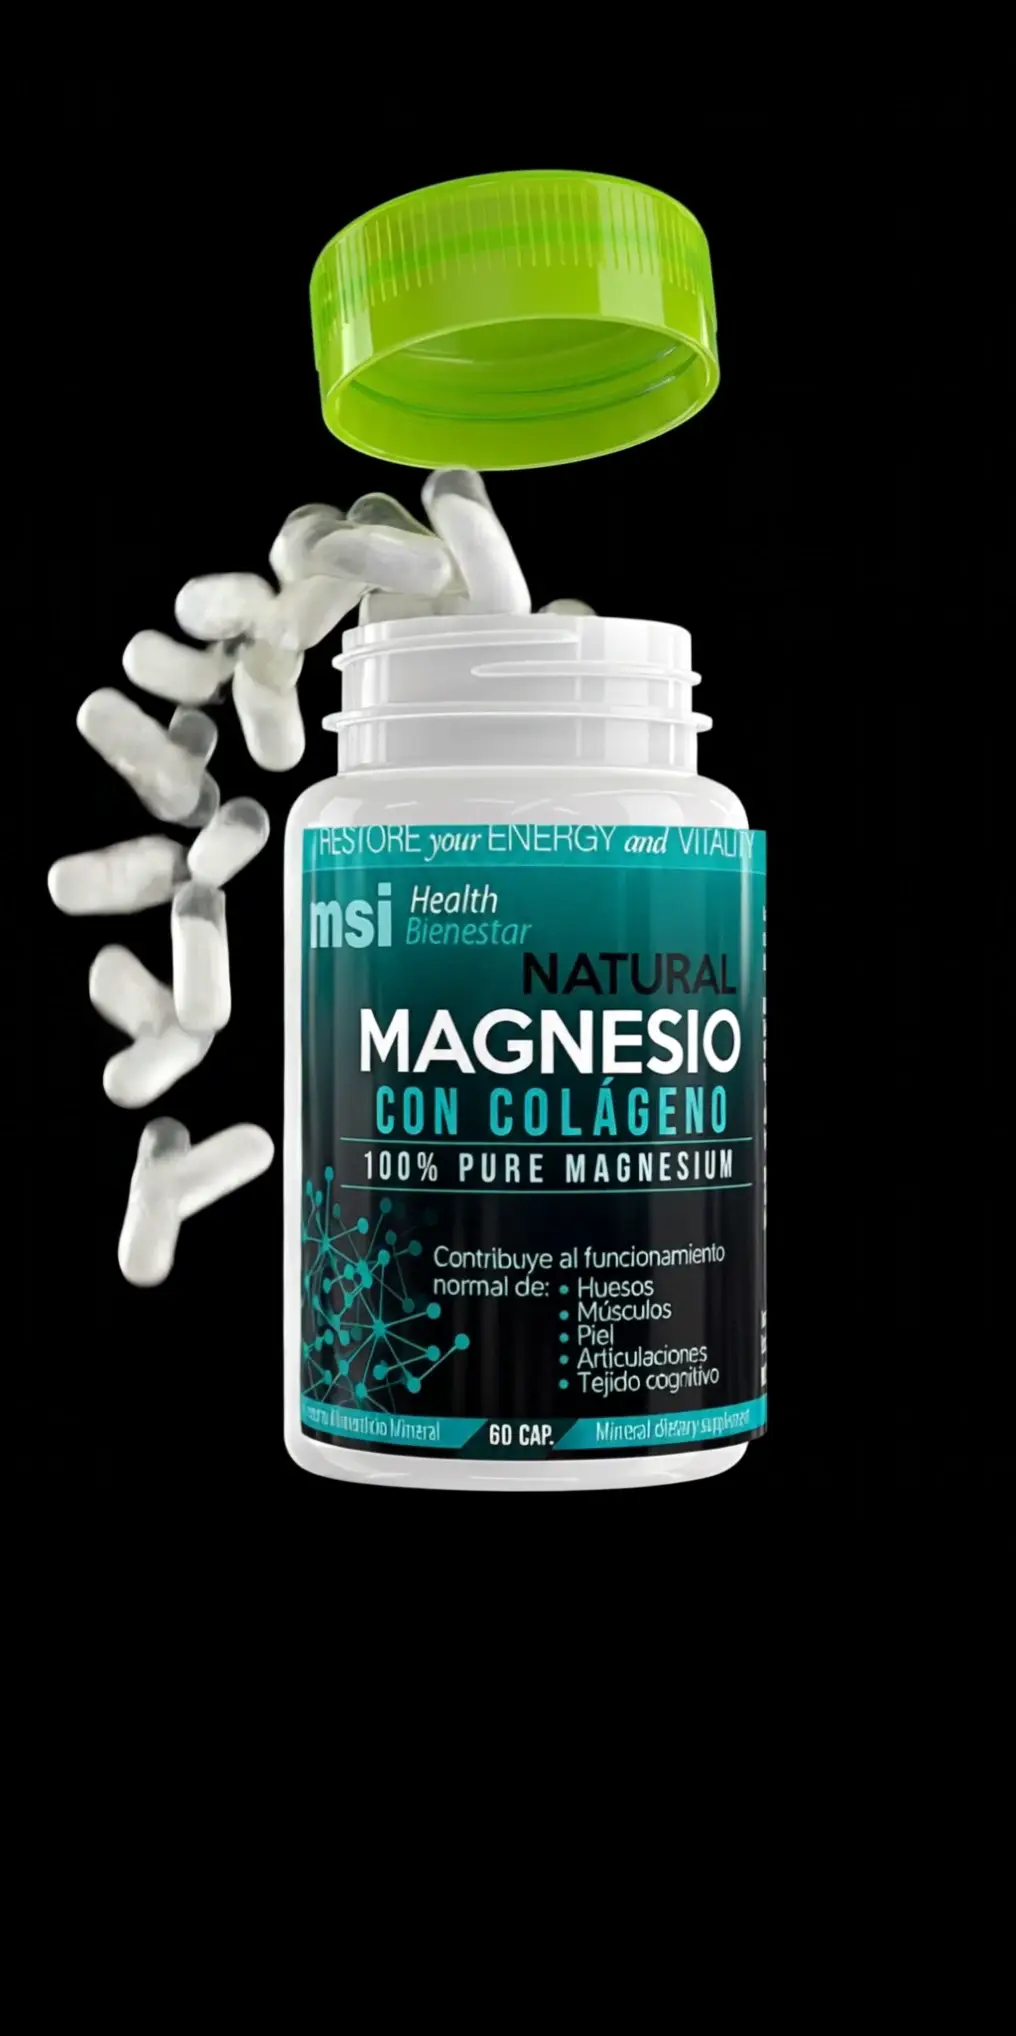 RESTORE your ENERGY and VITALITY
msi Health
Bienestar
NATURAL
MAGNESIO
CON COLÁGENO
100% PURE MAGNESIUM
Contribuye al funcionamiento
normal de: • Huesos
• Músculos
• Piel
• Articulaciones
• Tejido cognitivo
Mineral 60 CAP. Mineral dietary supplement